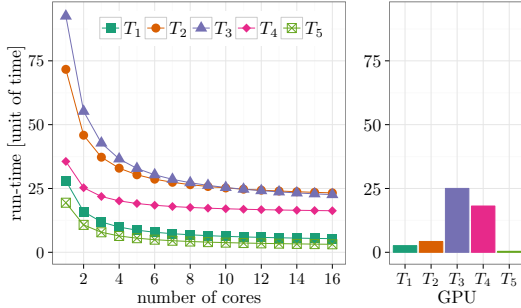 T₁ T₂ T₃ T₄ T₅
run-time [unit of time]
75
50
25
0
2 4 6 8 10 12 14 16
number of cores
75
50
25
0
T₁ T₂ T₃ T₄ T₅
GPU